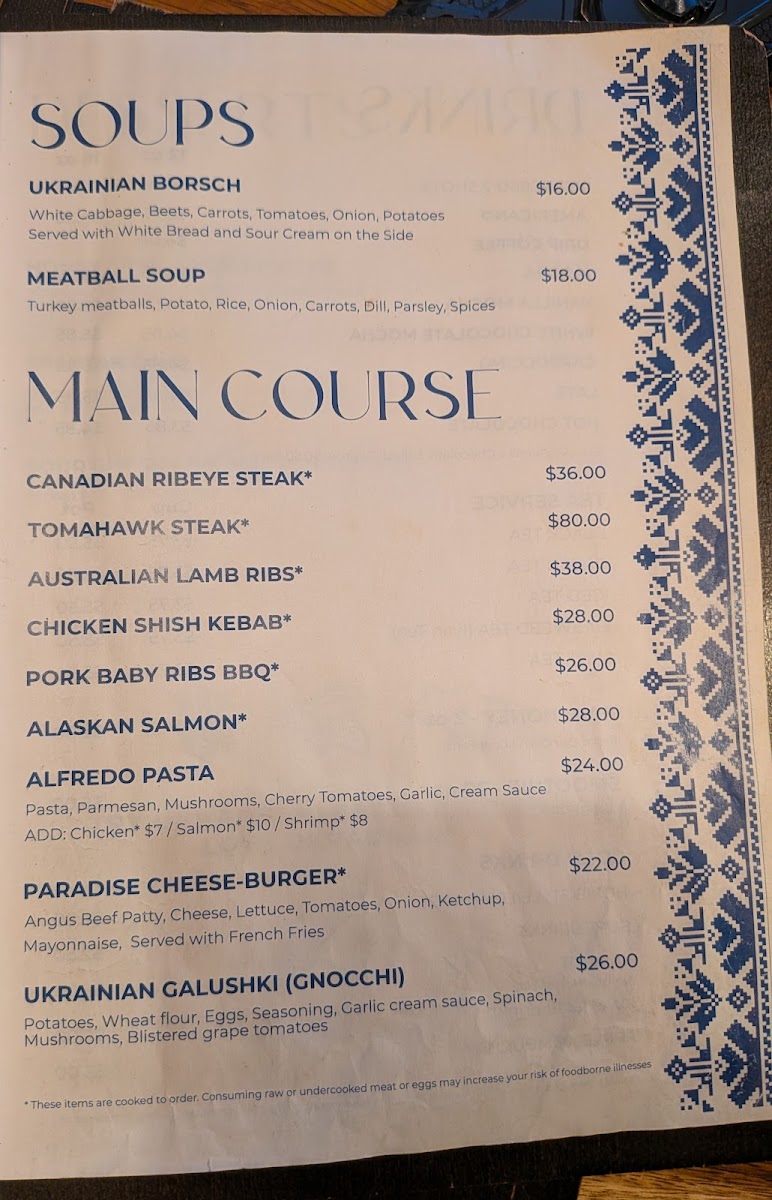 SOUPS
UKRAINIAN BORSCH $16.00
White Cabbage, Beets, Carrots, Tomatoes, Onion, Potatoes
Served with White Bread and Sour Cream on the Side
MEATBALL SOUP $18.00
Turkey meatballs, Potato, Rice, Onion, Carrots, Dill, Parsley, Spices
MAIN COURSE
CANADIAN RIBEYE STEAK* $36.00
TOMAHAWK STEAK* $80.00
AUSTRALIAN LAMB RIBS* $38.00
CHICKEN SHISH KEBAB* $28.00
PORK BABY RIBS BBQ* $26.00
ALASKAN SALMON* $28.00
ALFREDO PASTA $24.00
Pasta, Parmesan, Mushrooms, Cherry Tomatoes, Garlic, Cream Sauce
ADD: Chicken* $7 / Salmon* $10 / Shrimp* $8
PARADISE CHEESE-BURGER* $22.00
Angus Beef Patty, Cheese, Lettuce, Tomatoes, Onion, Ketchup,
Mayonnaise, Served with French Fries
UKRAINIAN GALUSHKI (GNOCCHI) $26.00
Potatoes, Wheat flour, Eggs, Seasoning, Garlic cream sauce, Spinach,
Mushrooms, Blistered grape tomatoes
* These items are cooked to order. Consuming raw or undercooked meat or eggs may increase your risk of foodborne illnesses